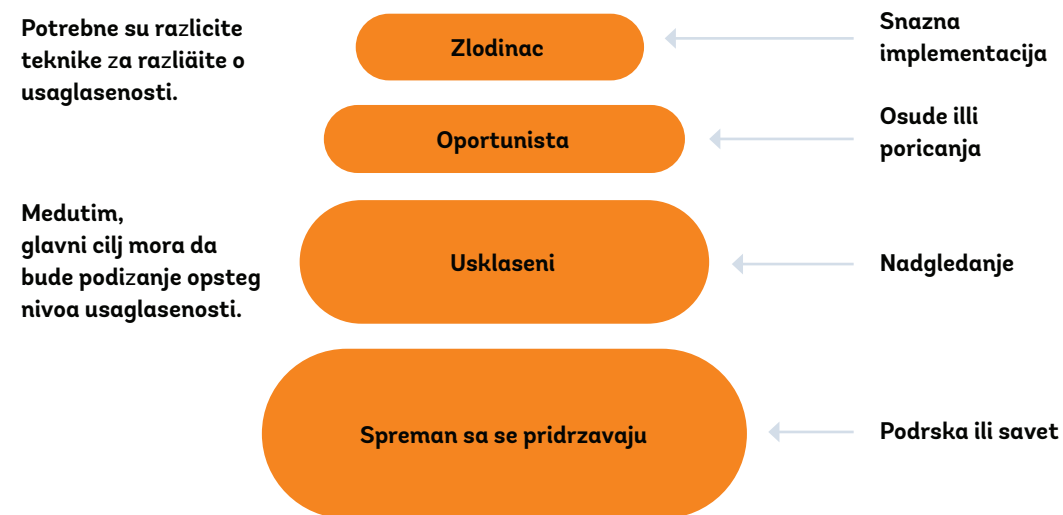 Potrebne su razlicite
teknike za razliäite o
usaglasenosti.
Medutim,
glavni cilj mora da
bude podizanje opsteg
nivoa usaglasenosti.
Zlodinac
Oportunista
Usklaseni
Spreman sa se pridrzavaju
Snazna
implementacija
Osude illi
poricanja
Nadgledanje
Podrska ili savet